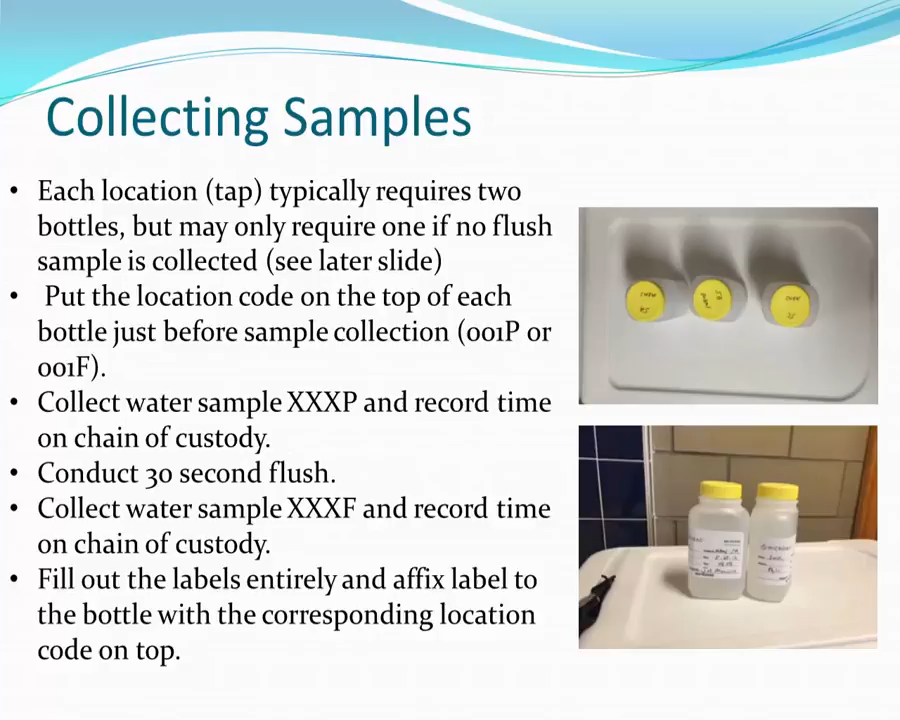 Collecting Samples
• Each location (tap) typically requires two
bottles, but may only require one if no flush
sample is collected (see later slide)
• Put the location code on the top of each
bottle just before sample collection (001P or
001F).
• Collect water sample XXXP and record time
on chain of custody.
• Conduct 30 second flush.
• Collect water sample XXXF and record time
on chain of custody.
• Fill out the labels entirely and affix label to
the bottle with the corresponding location
code on top.